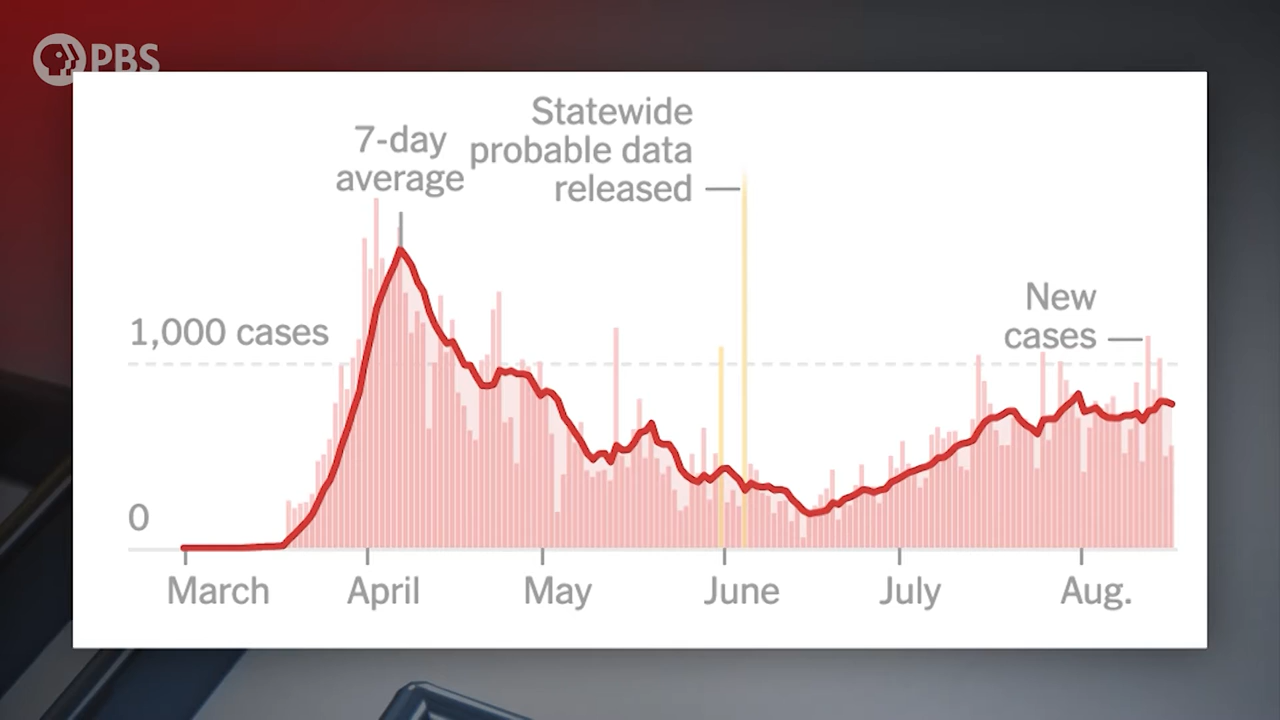 PBS
7-day
average
Statewide
probable data
released
New
cases
1,000 cases
0
March April May June July Aug.